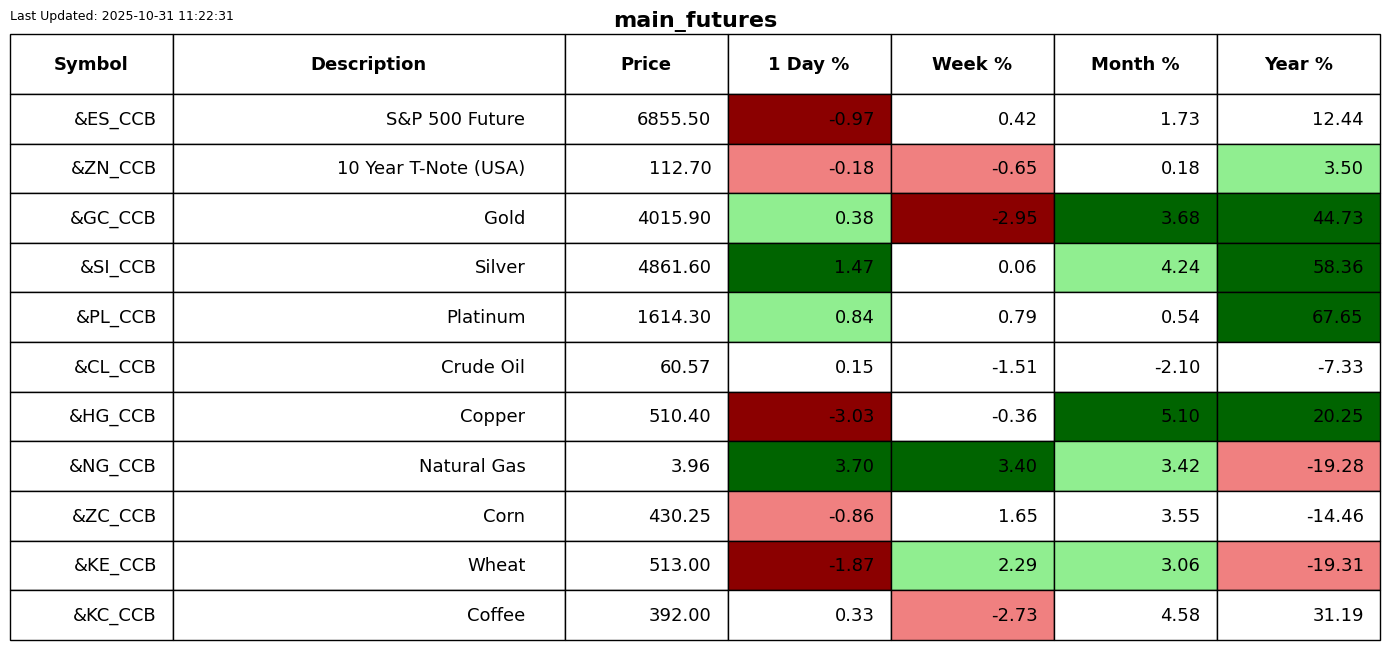 Last Updated: 2025-10-31 11:22:31
main_futures
Symbol Description Price 1 Day % Week % Month % Year %
&ES_CCB S&P 500 Future 6855.50 -0.97 0.42 1.73 12.44
&ZN_CCB 10 Year T-Note (USA) 112.70 -0.18 -0.65 0.18 3.50
&GC_CCB Gold 4015.90 0.38 -2.95 3.68 44.73
&SI_CCB Silver 4861.60 1.47 0.06 4.24 58.36
&PL_CCB Platinum 1614.30 0.84 0.79 0.54 67.65
&CL_CCB Crude Oil 60.57 0.15 -1.51 -2.10 -7.33
&HG_CCB Copper 510.40 -3.03 -0.36 5.10 20.25
&NG_CCB Natural Gas 3.96 3.70 3.40 3.42 -19.28
&ZC_CCB Corn 430.25 -0.86 1.65 3.55 -14.46
&KE_CCB Wheat 513.00 -1.87 2.29 3.06 -19.31
&KC_CCB Coffee 392.00 0.33 -2.73 4.58 31.19